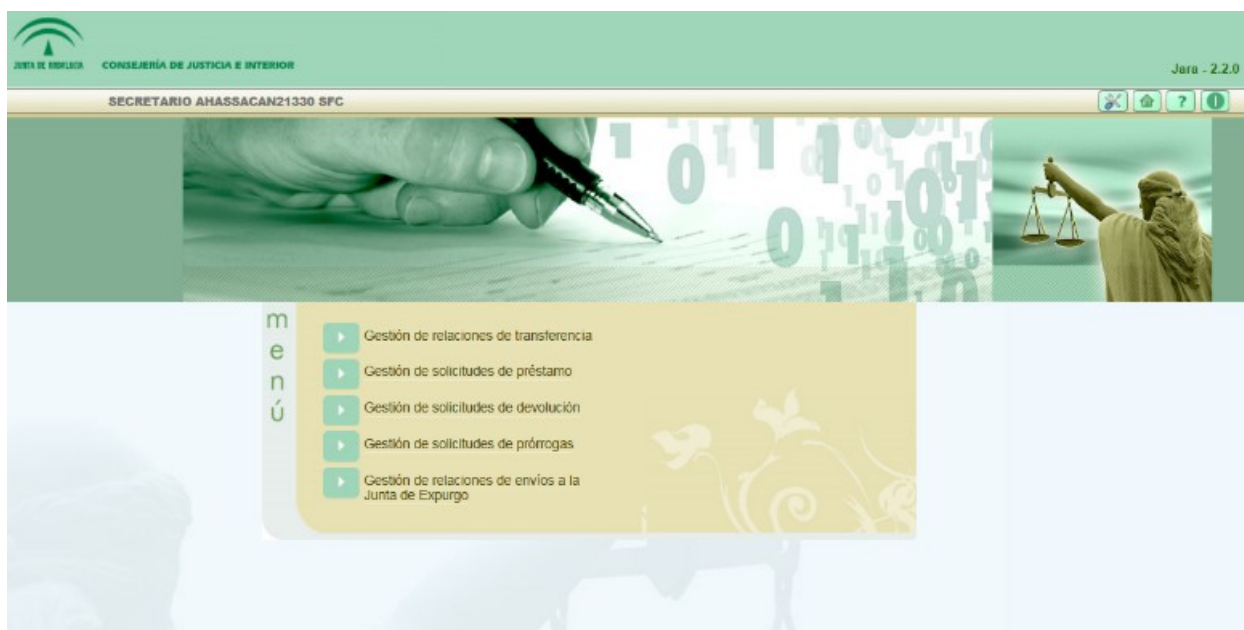 JUNTA DE ANDALUCIA
CONSEJERÍA DE JUSTICIA E INTERIOR
Jara - 2.2.0
SECRETARIO AHASSACAN21330 SFC
?
menú
Gestión de relaciones de transferencia
Gestión de solicitudes de préstamo
Gestión de solicitudes de devolución
Gestión de solicitudes de prórrogas
Gestión de relaciones de envíos a la
Junta de Expurgo